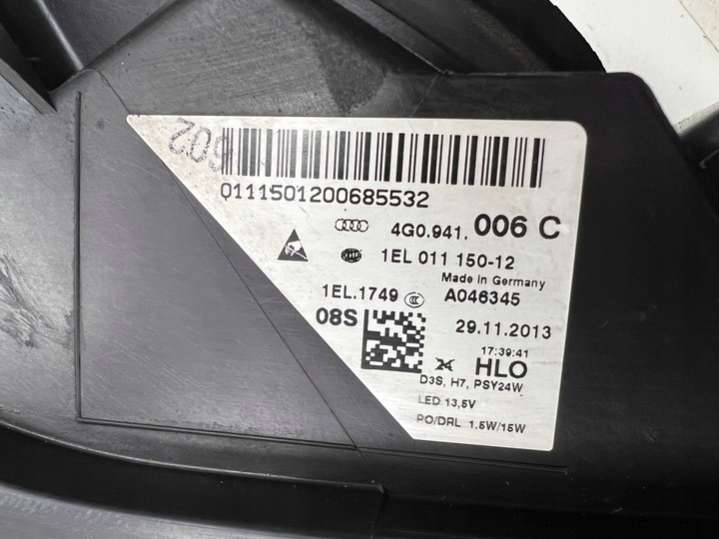 602
0111501200685532
4G0.941. 006 C
1EL 011 150-12
Made in Germany
1EL.1749 A046345
08S 29.11.2013
17:39:41
HLO
D3S, H7, PSY24W
LED 13,5V
PO/DRL 1.5W/15W